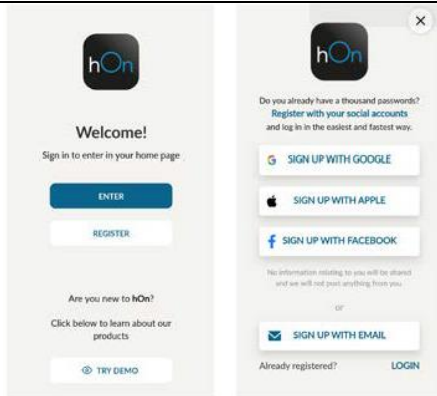 hOn
Welcome!
Sign in to enter in your home page
ENTER
REGISTER
Are you new to hOn?
Click below to learn about our
products
TRY DEMO
hOn
Do you already have a thousand passwords?
Register with your social accounts
and log in in the easiest and fastest way.
SIGN UP WITH GOOGLE
SIGN UP WITH APPLE
SIGN UP WITH FACEBOOK
No information relating to you will be shared
and we will not post anything from you.
or
SIGN UP WITH EMAIL
Already registered? LOGIN